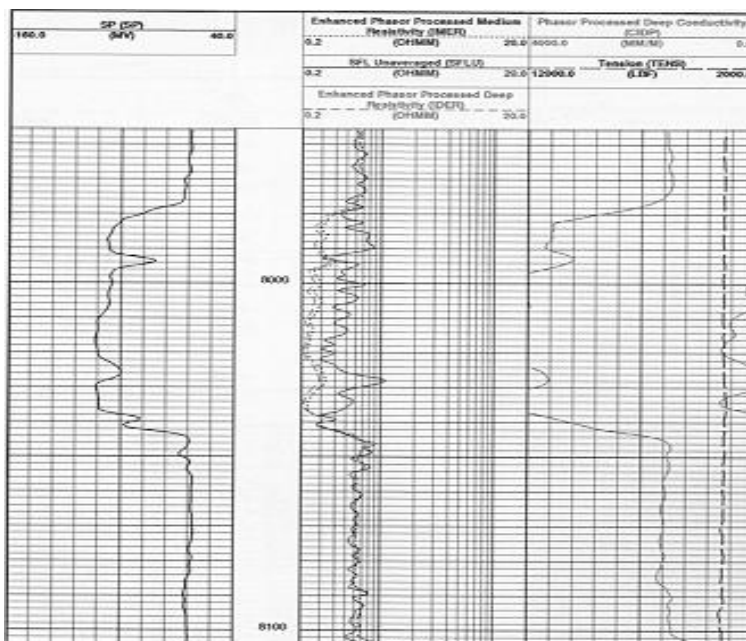 SP (SP)
-160.0 (MV) 40.0
Enhanced Phasor Processed Medium
Resistivity (IMER)
0.2 (OHMM) 20.0
SFL Unaveraged (SFLU)
0.2 (OHMM) 20.0
Enhanced Phasor Processed Deep
Resistivity (IDER)
0.2 (OHMM) 20.0
Phasor Processed Deep Conductivity
(CIDP)
4000.0 (MM/M) 0.
Tension (TENS)
12000.0 (LBF) 2000.
8000
8100